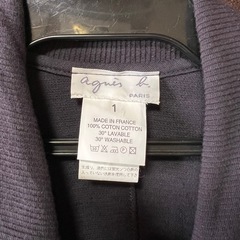 agnès b.
PARIS
1
MADE IN FRANCE
100% COTON COTTON
30° LAVABLE
30° WASHABLE